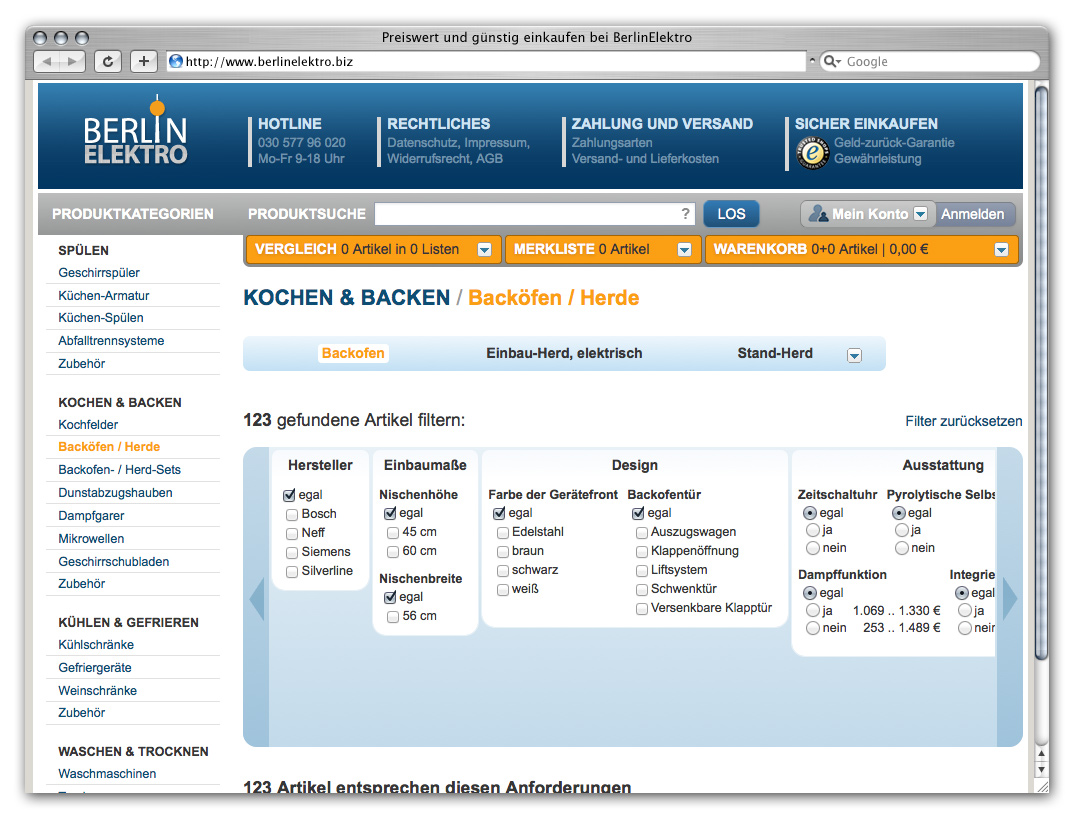 Preiswert und günstig einkaufen bei BerlinElektro
http://www.berlinelektro.biz
Google
BERLIN
ELEKTRO
HOTLINE
030 577 96 020
Mo-Fr 9-18 Uhr
RECHTLICHES
Datenschutz, Impressum,
Widerrufsrecht, AGB
ZAHLUNG UND VERSAND
Zahlungsarten
Versand- und Lieferkosten
SICHER EINKAUFEN
Geld-zurück-Garantie
Gewährleistung
PRODUKTKATEGORIEN
PRODUKTSUCHE ? LOS
Mein Konto Anmelden
VERGLEICH 0 Artikel in 0 Listen
MERKLISTE 0 Artikel
WARENKORB 0+0 Artikel | 0,00 €
SPÜLEN
Geschirrspüler
Küchen-Armatur
Küchen-Spülen
Abfalltrennsysteme
Zubehör
KOCHEN & BACKEN
Kochfelder
Backöfen / Herde
Backofen- / Herd-Sets
Dunstabzugshauben
Dampfgarer
Mikrowellen
Geschirrschubladen
Zubehör
KÜHLEN & GEFRIEREN
Kühlschränke
Gefriergeräte
Weinschränke
Zubehör
WASCHEN & TROCKNEN
Waschmaschinen
KOCHEN & BACKEN / Backöfen / Herde
Backofen
Einbau-Herd, elektrisch
Stand-Herd
123 gefundene Artikel filtern:
Filter zurücksetzen
Hersteller
egal
Bosch
Neff
Siemens
Silverline
Einbaumaße
Nischenhöhe
egal
45 cm
60 cm
Nischenbreite
egal
56 cm
Design
Farbe der Gerätefront
egal
Edelstahl
braun
schwarz
weiß
Backofentür
egal
Auszugswagen
Klappenöffnung
Liftsystem
Schwenktür
Versenkbare Klapptür
Ausstattung
Zeitschaltuhr
egal
ja
nein
Pyrolytische Selbs
egal
ja
nein
Dampffunktion
egal
ja 1.069 .. 1.330 €
nein 253 .. 1.489 €
Integrie
egal
ja
nein
123 Artikel entsprechen diesen Anforderungen